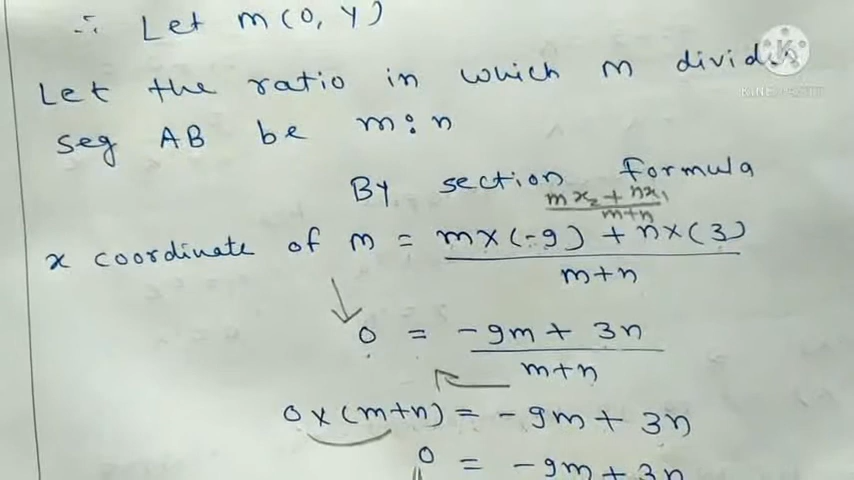 ∴ Let m(0, y)
Let the ratio in which m divides
seg AB be m:n
By section formula
mx₂ + nx₁
m+n
x coordinate of m = m×(-9) + n×(3)
m+n
0 = -9m + 3n
m+n
0×(m+n) = -9m + 3n
0 = -9m + 3n
K